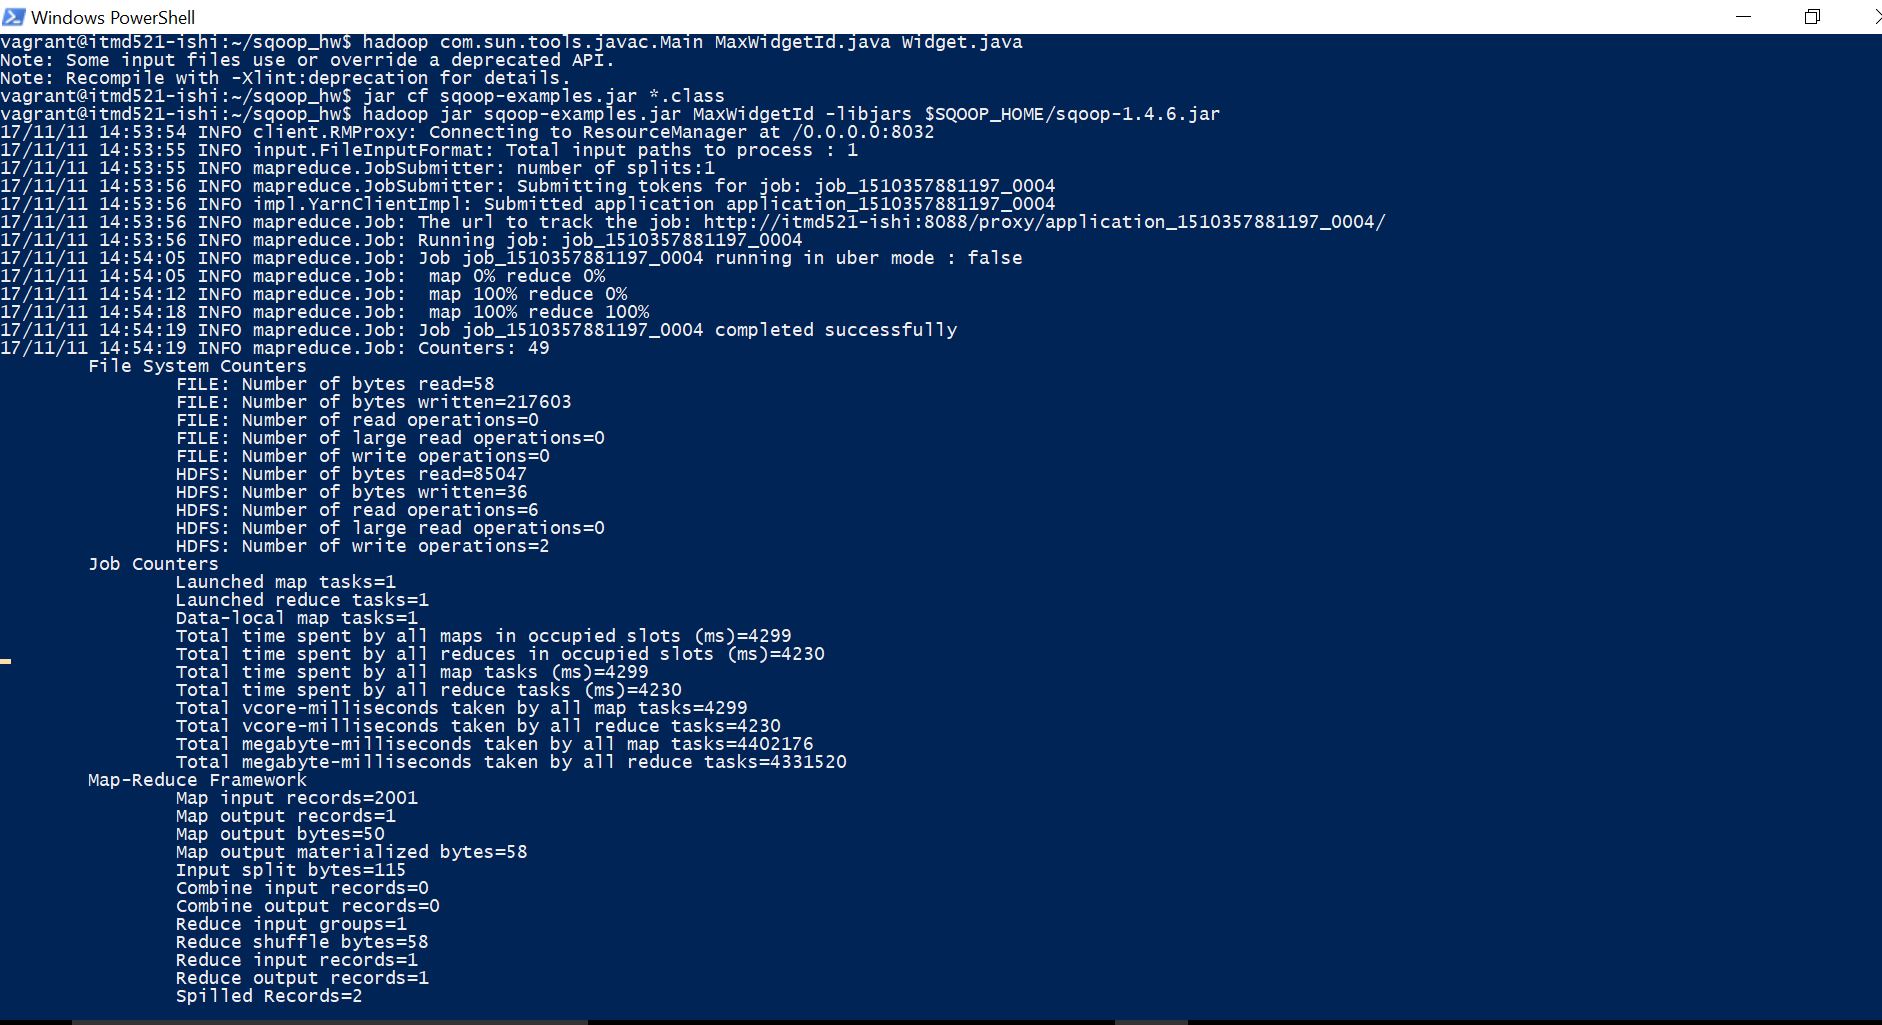 Windows PowerShell
vagrant@itmd521-ishi:~/sqoop_hw$ hadoop com.sun.tools.javac.Main MaxWidgetId.java Widget.java
Note: Some input files use or override a deprecated API.
Note: Recompile with -Xlint:deprecation for details.
vagrant@itmd521-ishi:~/sqoop_hw$ jar cf sqoop-examples.jar *.class
vagrant@itmd521-ishi:~/sqoop_hw$ hadoop jar sqoop-examples.jar MaxWidgetId -libjars $SQOOP_HOME/sqoop-1.4.6.jar
17/11/11 14:53:54 INFO client.RMProxy: Connecting to ResourceManager at /0.0.0.0:8032
17/11/11 14:53:55 INFO input.FileInputFormat: Total input paths to process : 1
17/11/11 14:53:55 INFO mapreduce.JobSubmitter: number of splits:1
17/11/11 14:53:56 INFO mapreduce.JobSubmitter: Submitting tokens for job: job_1510357881197_0004
17/11/11 14:53:56 INFO impl.YarnClientImpl: Submitted application application_1510357881197_0004
17/11/11 14:53:56 INFO mapreduce.Job: The url to track the job: http://itmd521-ishi:8088/proxy/application_1510357881197_0004/
17/11/11 14:53:56 INFO mapreduce.Job: Running job: job_1510357881197_0004
17/11/11 14:54:05 INFO mapreduce.Job: Job job_1510357881197_0004 running in uber mode : false
17/11/11 14:54:05 INFO mapreduce.Job:  map 0% reduce 0%
17/11/11 14:54:12 INFO mapreduce.Job:  map 100% reduce 0%
17/11/11 14:54:18 INFO mapreduce.Job:  map 100% reduce 100%
17/11/11 14:54:19 INFO mapreduce.Job: Job job_1510357881197_0004 completed successfully
17/11/11 14:54:19 INFO mapreduce.Job: Counters: 49
File System Counters
FILE: Number of bytes read=58
FILE: Number of bytes written=217603
FILE: Number of read operations=0
FILE: Number of large read operations=0
FILE: Number of write operations=0
HDFS: Number of bytes read=85047
HDFS: Number of bytes written=36
HDFS: Number of read operations=6
HDFS: Number of large read operations=0
HDFS: Number of write operations=2
Job Counters
Launched map tasks=1
Launched reduce tasks=1
Data-local map tasks=1
Total time spent by all maps in occupied slots (ms)=4299
Total time spent by all reduces in occupied slots (ms)=4230
Total time spent by all map tasks (ms)=4299
Total time spent by all reduce tasks (ms)=4230
Total vcore-milliseconds taken by all map tasks=4299
Total vcore-milliseconds taken by all reduce tasks=4230
Total megabyte-milliseconds taken by all map tasks=4402176
Total megabyte-milliseconds taken by all reduce tasks=4331520
Map-Reduce Framework
Map input records=2001
Map output records=1
Map output bytes=50
Map output materialized bytes=58
Input split bytes=115
Combine input records=0
Combine output records=0
Reduce input groups=1
Reduce shuffle bytes=58
Reduce input records=1
Reduce output records=1
Spilled Records=2